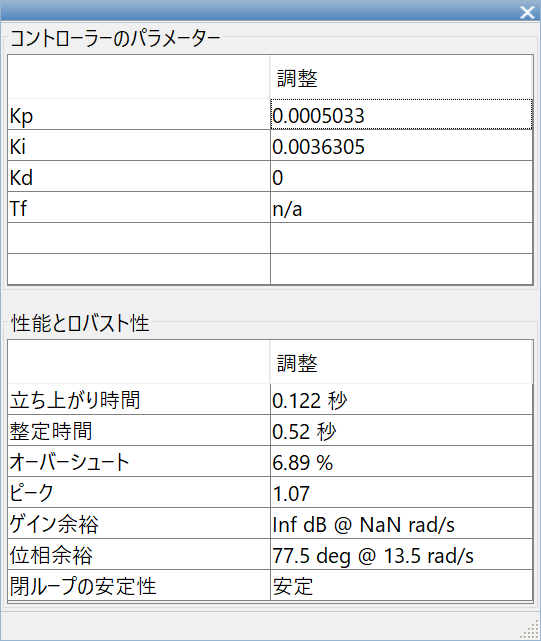 コントローラーのパラメーター
調整
Kp 0.0005033
Ki 0.0036305
Kd 0
Tf n/a
性能とロバスト性
調整
立ち上がり時間 0.122 秒
整定時間 0.52 秒
オーバーシュート 6.89 %
ピーク 1.07
ゲイン余裕 Inf dB @ NaN rad/s
位相余裕 77.5 deg @ 13.5 rad/s
閉ループの安定性 安定